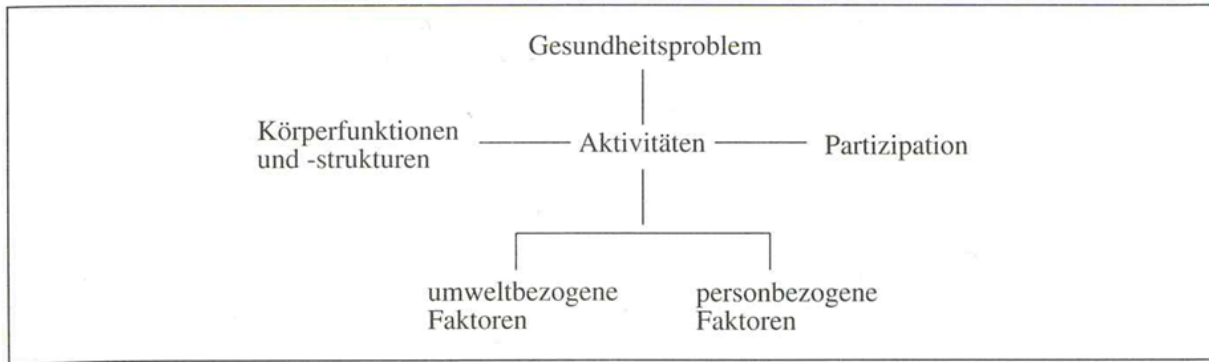 Gesundheitsproblem
Körperfunktionen
und -strukturen
Aktivitäten
Partizipation
umweltbezogene
Faktoren
personbezogene
Faktoren